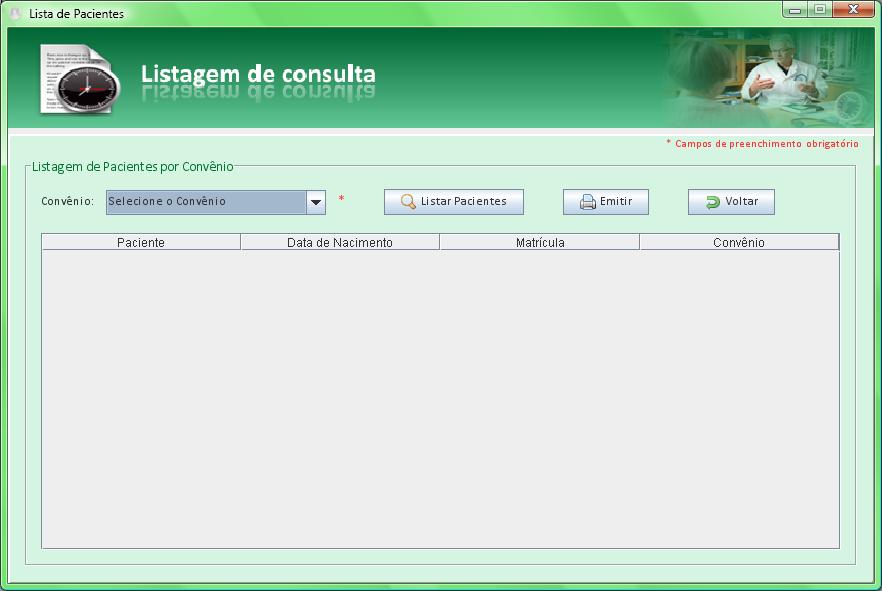 Lista de Pacientes
Listagem de consulta
* Campos de preenchimento obrigatório
Listagem de Pacientes por Convênio
Convênio: Selecione o Convênio * Listar Pacientes Emitir Voltar
Paciente Data de Nacimento Matrícula Convênio